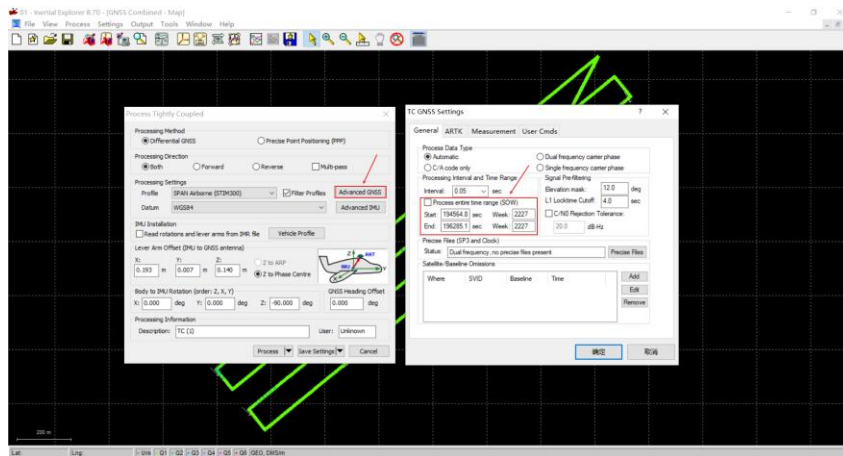 01 - Inertial Explorer 8.70 - [GNSS Combined - Map]
File View Process Settings Output Tools Window Help
Process Tightly Coupled
Processing Method
Differential GNSS
Precise Point Positioning (PPP)
Processing Direction
Both
Forward
Reverse
Multi-pass
Processing Settings
Profile SPAN Airborne (STIM300)
Filter Profiles
Advanced GNSS
Datum WGS84
Advanced IMU
IMU Installation
Read rotations and lever arms from IMR file
Vehicle Profile
Lever Arm Offset (IMU to GNSS antenna)
X: Y: Z:
0.193 m 0.007 m 0.140 m
Z to ARP
Z to Phase Centre
Z ANT
IMU Y
Body to IMU Rotation (order: Z, X, Y)
X: 0.000 deg Y: 0.000 deg Z: -90.000 deg
GNSS Heading Offset
0.000 deg
Processing Information
Description: TC (1)
User: Unknown
Process
Save Settings
Cancel
TC GNSS Settings
? X
General ARTK Measurement User Cmds
Process Data Type
Automatic
Dual frequency carrier phase
C/A code only
Single frequency carrier phase
Processing Interval and Time Range
Interval: 0.05 sec
Process entire time range (SOW)
Start: 194564.8 sec Week: 2227
End: 196285.1 sec Week: 2227
Signal Pre-filtering
Elevation mask: 12.0 deg
L1 Locktime Cutoff: 4.0 sec
C/N0 Rejection Tolerance:
20.0 dB-Hz
Precise Files (SP3 and Clock)
Status: Dual frequency, no precise files present
Precise Files
Satellite/Baseline Omissions
Where SVID Baseline Time
Add
Edit
Remove
确定
取消
200 m
Lat: Lng: Unk Q1 Q2 Q3 Q4 Q5 Q6 GEO, DMS/m